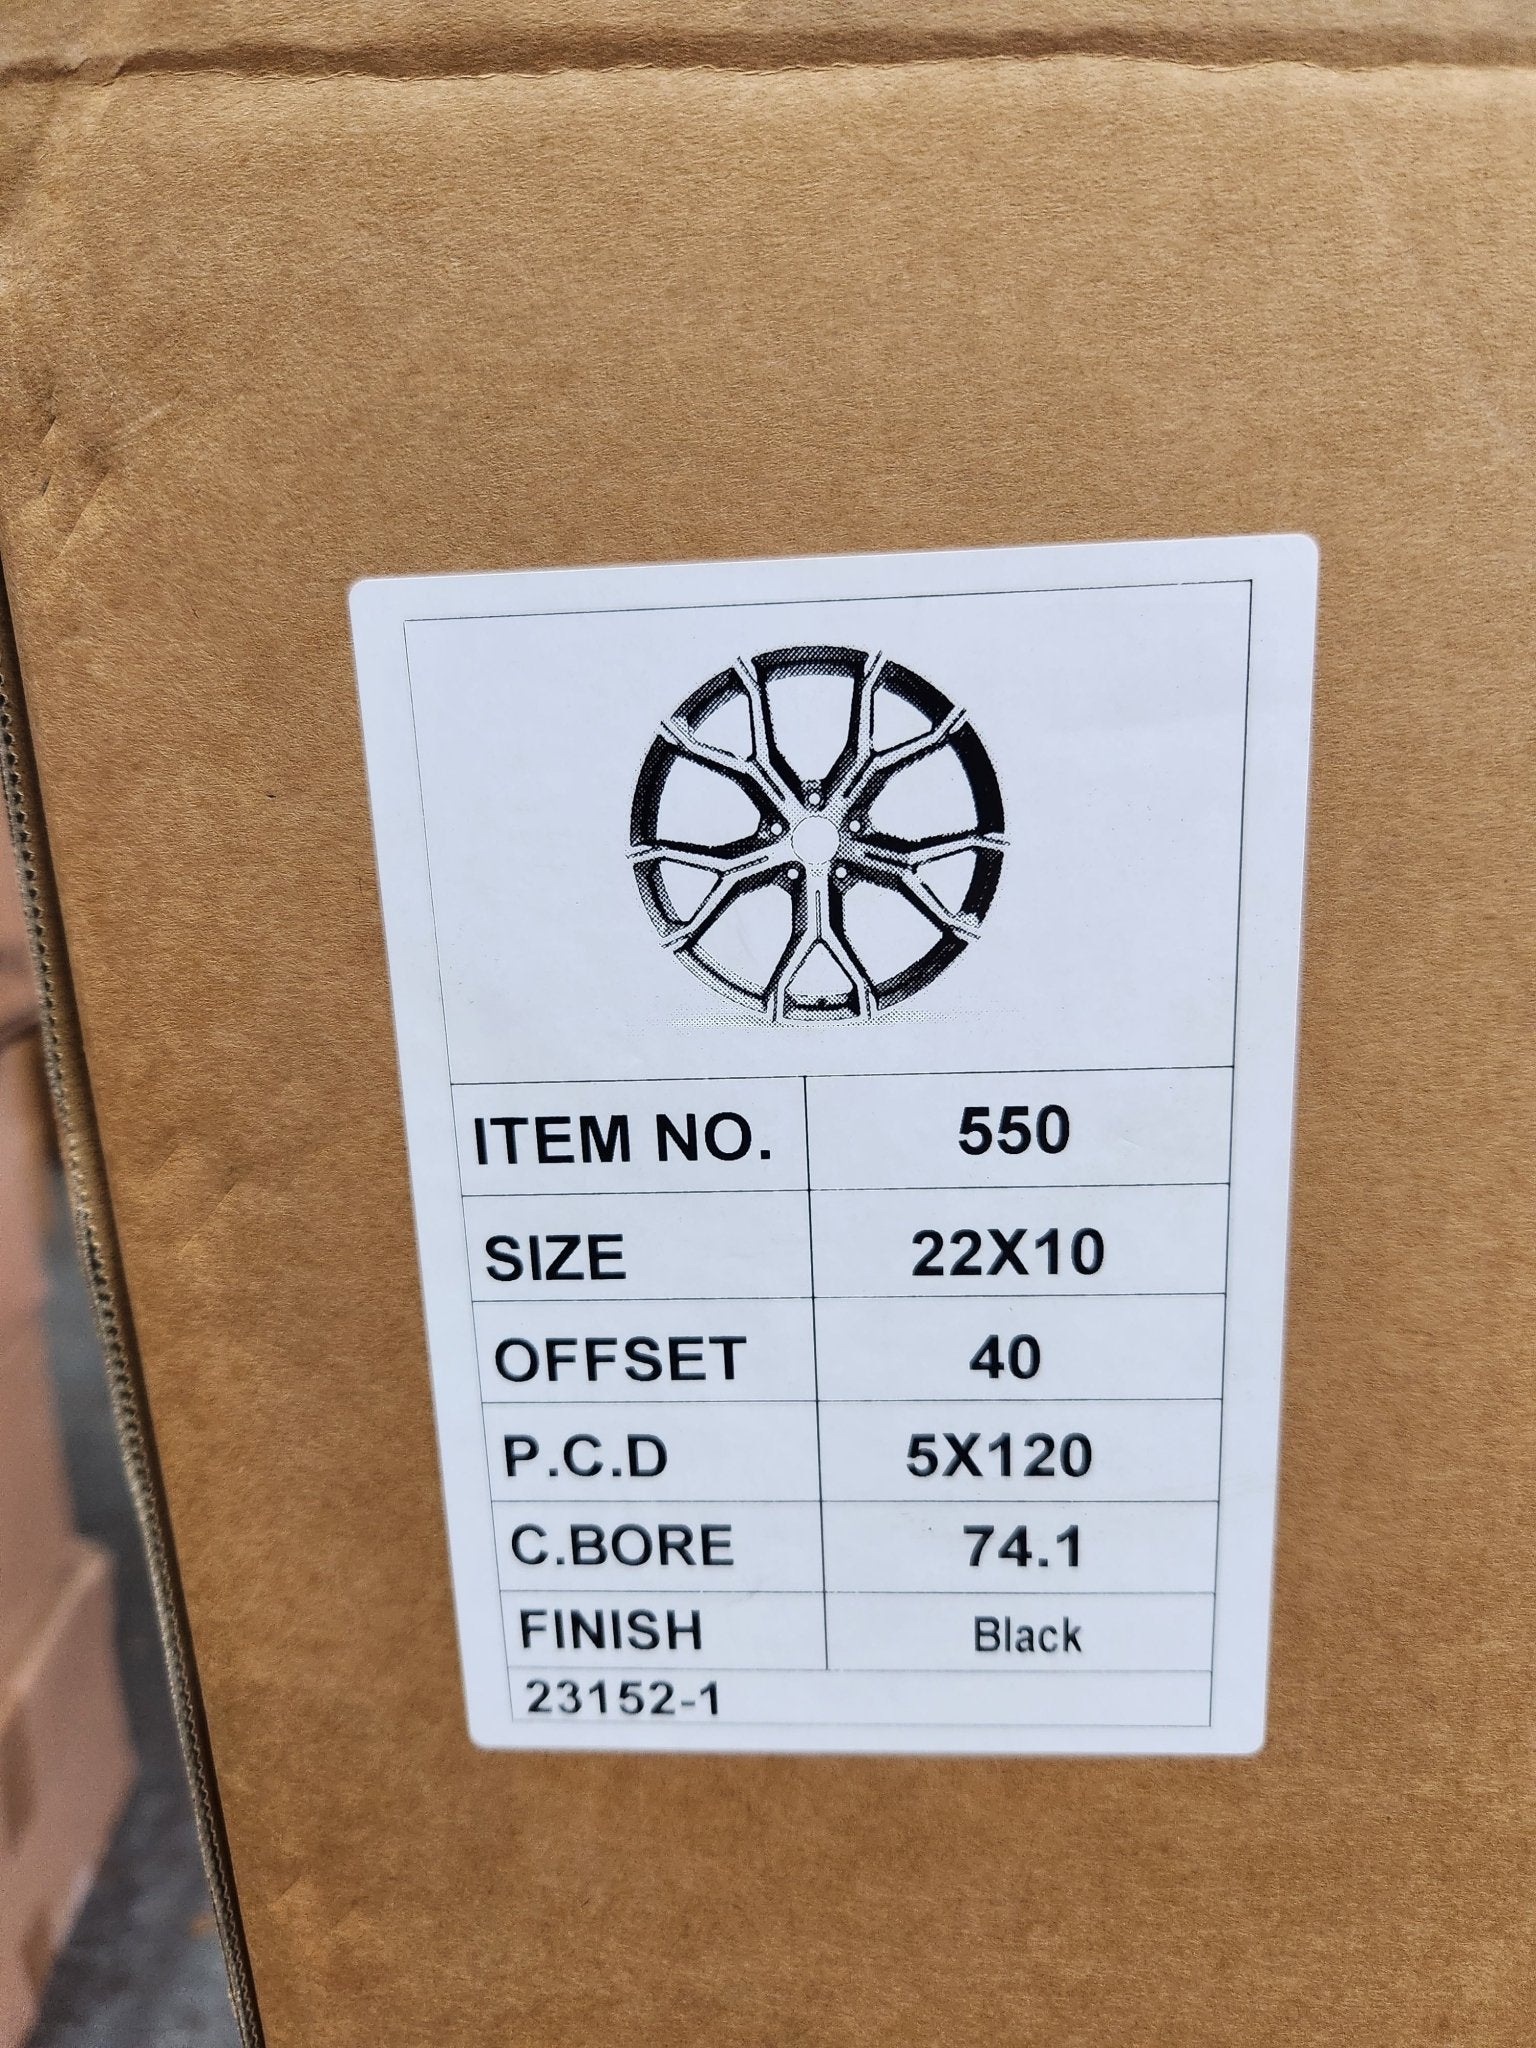 ITEM NO. 550
SIZE 22X10
OFFSET 40
P.C.D 5X120
C.BORE 74.1
FINISH Black
23152-1